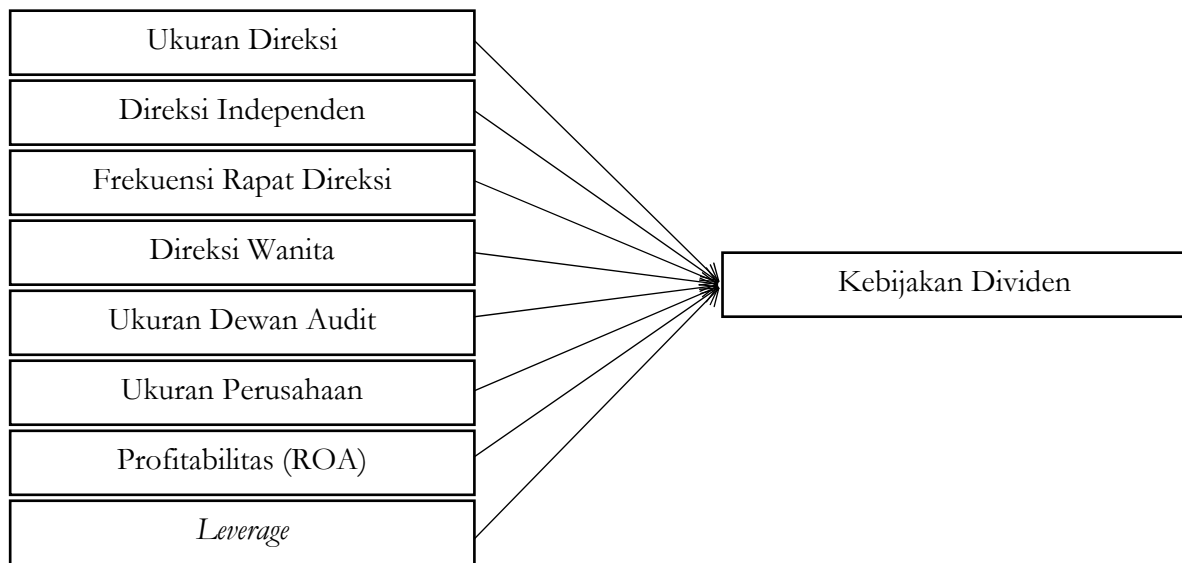 Ukuran Direksi
Direksi Independen
Frekuensi Rapat Direksi
Direksi Wanita
Ukuran Dewan Audit
Ukuran Perusahaan
Profitabilitas (ROA)
Leverage
Kebijakan Dividen